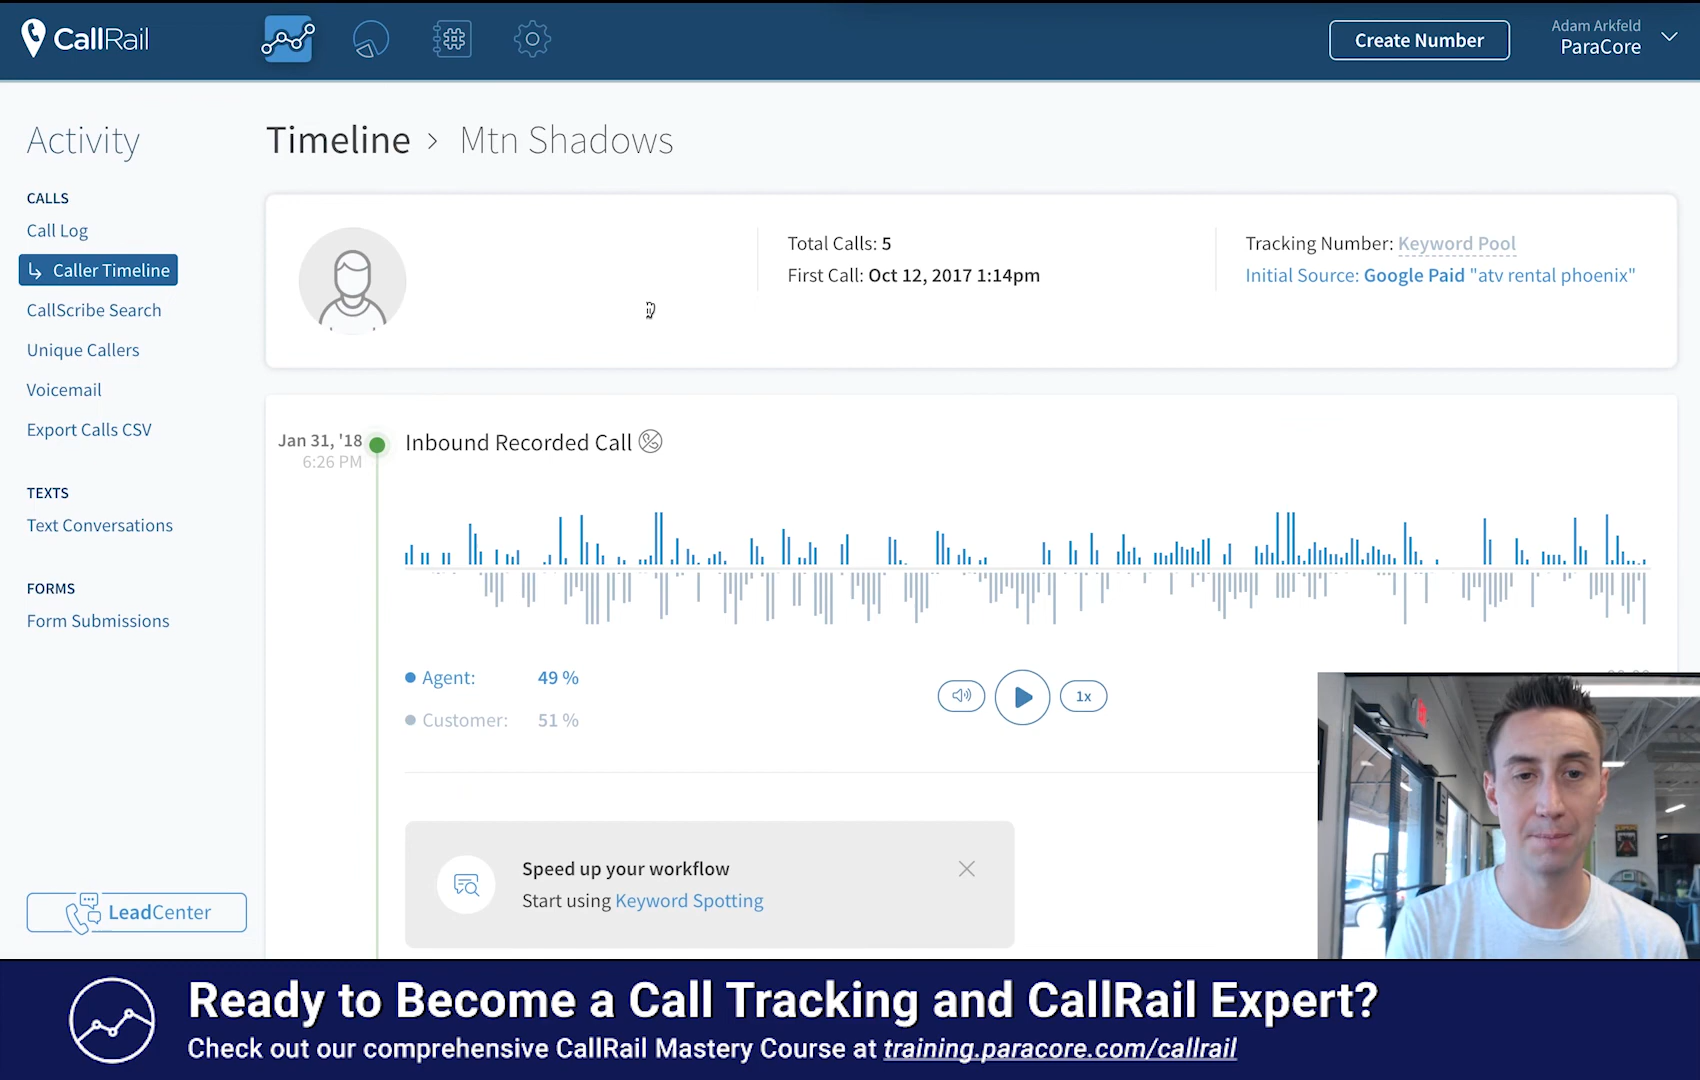 CallRail
Create Number
Adam Arkfeld
ParaCore
Activity
CALLS
Call Log
Caller Timeline
CallScribe Search
Unique Callers
Voicemail
Export Calls CSV
TEXTS
Text Conversations
FORMS
Form Submissions
LeadCenter
Timeline > Mtn Shadows
Total Calls: 5
First Call: Oct 12, 2017 1:14pm
Tracking Number: Keyword Pool
Initial Source: Google Paid "atv rental phoenix"
Jan 31, '18
6:26 PM
Inbound Recorded Call
Agent: 49 %
Customer: 51 %
1x
Speed up your workflow
Start using Keyword Spotting
Ready to Become a Call Tracking and CallRail Expert?
Check out our comprehensive CallRail Mastery Course at training.paracore.com/callrail